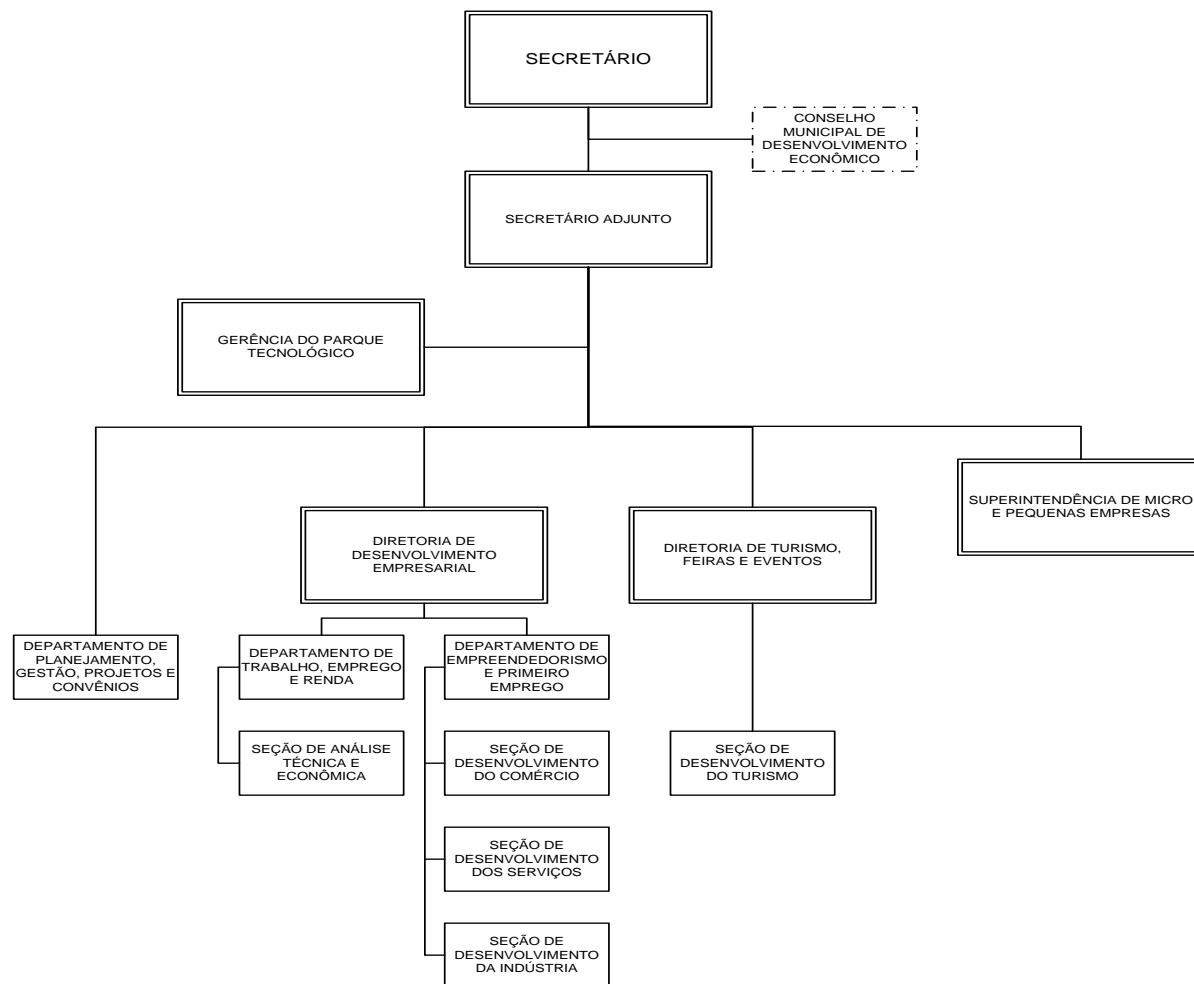 SECRETÁRIO
CONSELHO
MUNICIPAL DE
DESENVOLVIMENTO
ECONÔMICO
SECRETÁRIO ADJUNTO
GERÊNCIA DO PARQUE
TECNOLÓGICO
SUPERINTENDÊNCIA DE MICRO
E PEQUENAS EMPRESAS
DIRETORIA DE
DESENVOLVIMENTO
EMPRESARIAL
DIRETORIA DE TURISMO,
FEIRAS E EVENTOS
DEPARTAMENTO DE
PLANEJAMENTO,
GESTÃO, PROJETOS E
CONVÊNIOS
DEPARTAMENTO DE
TRABALHO, EMPREGO
E RENDA
DEPARTAMENTO DE
EMPREENDEDORISMO
E PRIMEIRO
EMPREGO
SEÇÃO DE ANÁLISE
TÉCNICA E
ECONÔMICA
SEÇÃO DE
DESENVOLVIMENTO
DO COMÉRCIO
SEÇÃO DE
DESENVOLVIMENTO
DO TURISMO
SEÇÃO DE
DESENVOLVIMENTO
DOS SERVIÇOS
SEÇÃO DE
DESENVOLVIMENTO
DA INDÚSTRIA